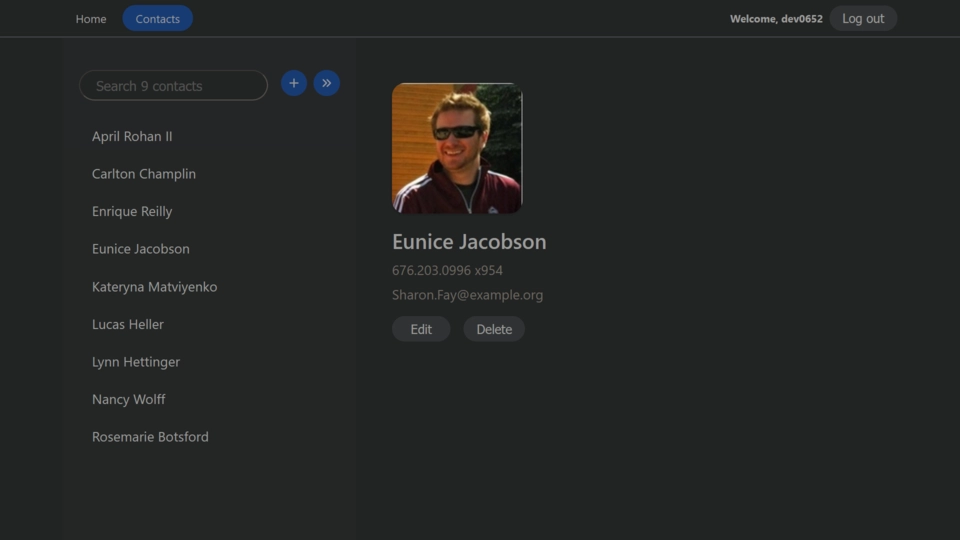 Home
Contacts
Welcome, dev0652
Log out
Search 9 contacts
+
»
April Rohan II
Carlton Champlin
Enrique Reilly
Eunice Jacobson
Kateryna Matviyenko
Lucas Heller
Lynn Hettinger
Nancy Wolff
Rosemarie Botsford
Eunice Jacobson
676.203.0996 x954
Sharon.Fay@example.org
Edit
Delete